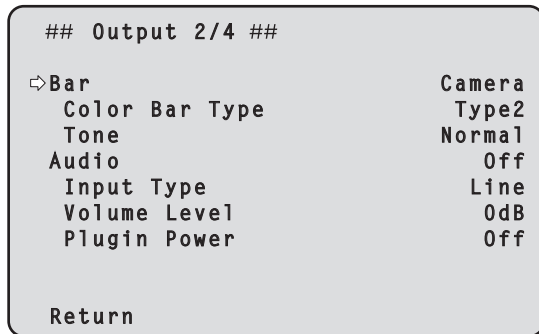 ## Output 2/4 ##
⇨Bar Camera
Color Bar Type Type2
Tone Normal
Audio Off
Input Type Line
Volume Level 0dB
Plugin Power Off
Return